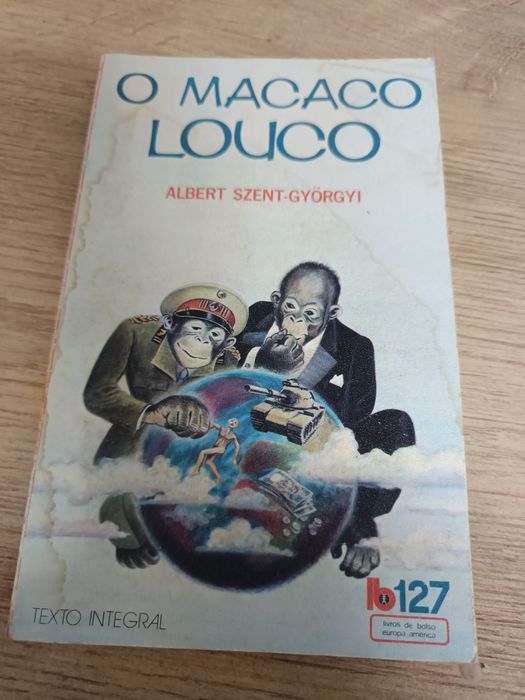 O MACACO
LOUCO
ALBERT SZENT-GYÖRGYI
TEXTO INTEGRAL
lb127
livros de bolso
europa américa